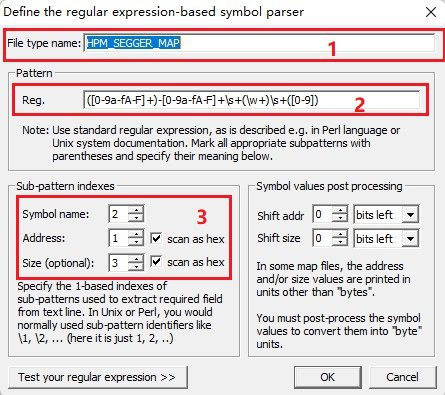 Define the regular expression-based symbol parser
File type name: HPM_SEGGER_MAP
1
Pattern
Reg. ([0-9a-fA-F]+)-[0-9a-fA-F]+\s+(\w+)\s+([0-9])
2
Note: Use standard regular expression, as is described e.g. in Perl language or
Unix system documentation. Mark all appropriate subpatterns with
parentheses and specify their meaning below.
Sub-pattern indexes
Symbol name: 2
3
Address: 1 scan as hex
Size (optional): 3 scan as hex
Specify the 1-based indexes of
sub-patterns used to extract required field
from text line. In Unix or Perl, you would
normally used sub-pattern identifiers like
\1, \2, ... (here it is just 1, 2, ..)
Symbol values post processing
Shift addr 0 bits left
Shift size 0 bits left
In some map files, the address
and/or size values are printed in
units other than "bytes".
You must post-process the symbol
values to convert them into "byte"
units.
Test your regular expression >>
OK
Cancel